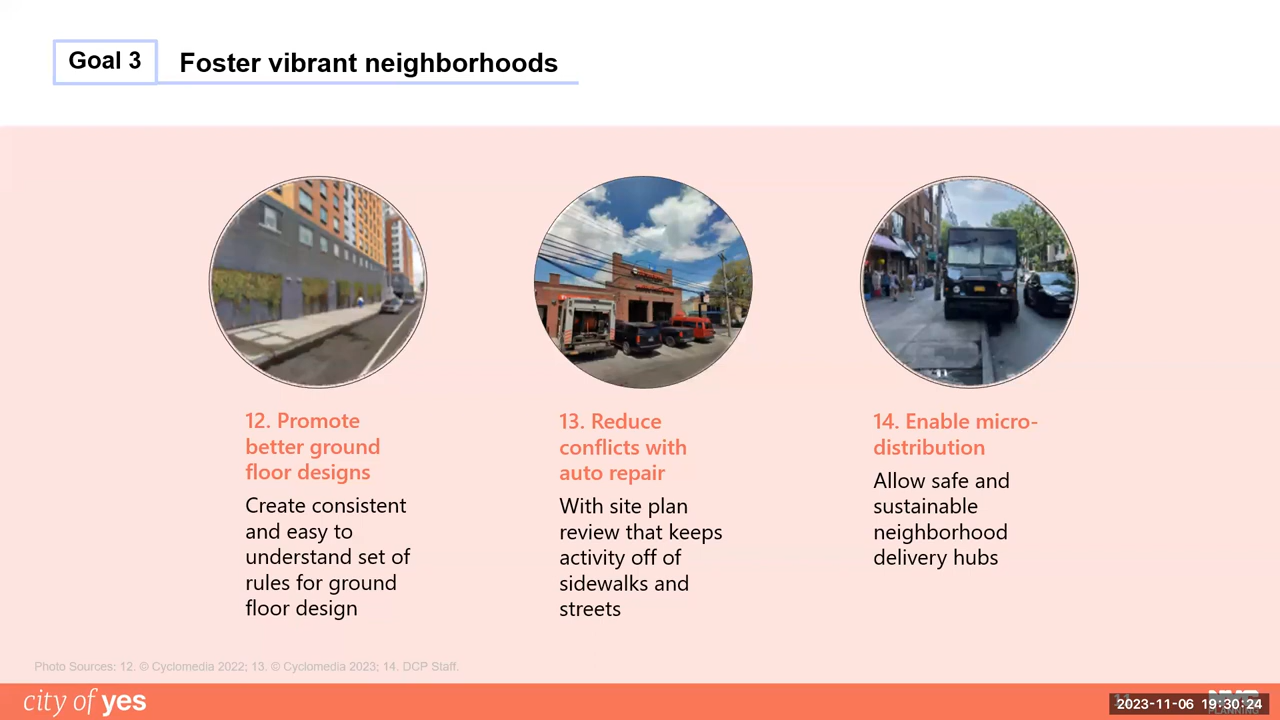 Goal 3
Foster vibrant neighborhoods
12. Promote
better ground
floor designs
Create consistent
and easy to
understand set of
rules for ground
floor design
13. Reduce
conflicts with
auto repair
With site plan
review that keeps
activity off of
sidewalks and
streets
14. Enable micro-
distribution
Allow safe and
sustainable
neighborhood
delivery hubs
Photo Sources: 12. © Cyclomedia 2022; 13. © Cyclomedia 2023; 14. DCP Staff.
city of yes
2023-11-06 19:30:24